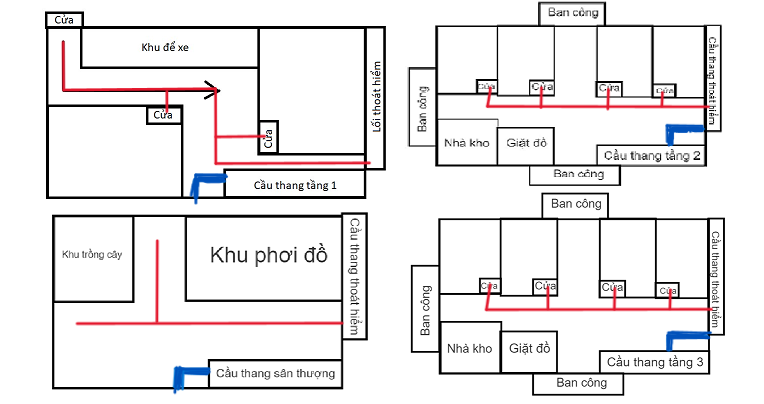 Cửa
Khu để xe
Cửa
Cửa
Lối thoát hiểm
Cầu thang tầng 1
Ban công
Ban công
Cửa
Cửa
Cửa
Cửa
Cầu thang thoát hiểm
Nhà kho
Giặt đồ
Cầu thang tầng 2
Ban công
Khu trồng cây
Khu phơi đồ
Cầu thang thoát hiểm
Cầu thang sân thượng
Ban công
Ban công
Cửa
Cửa
Cửa
Cửa
Cầu thang thoát hiểm
Nhà kho
Giặt đồ
Cầu thang tầng 3
Ban công